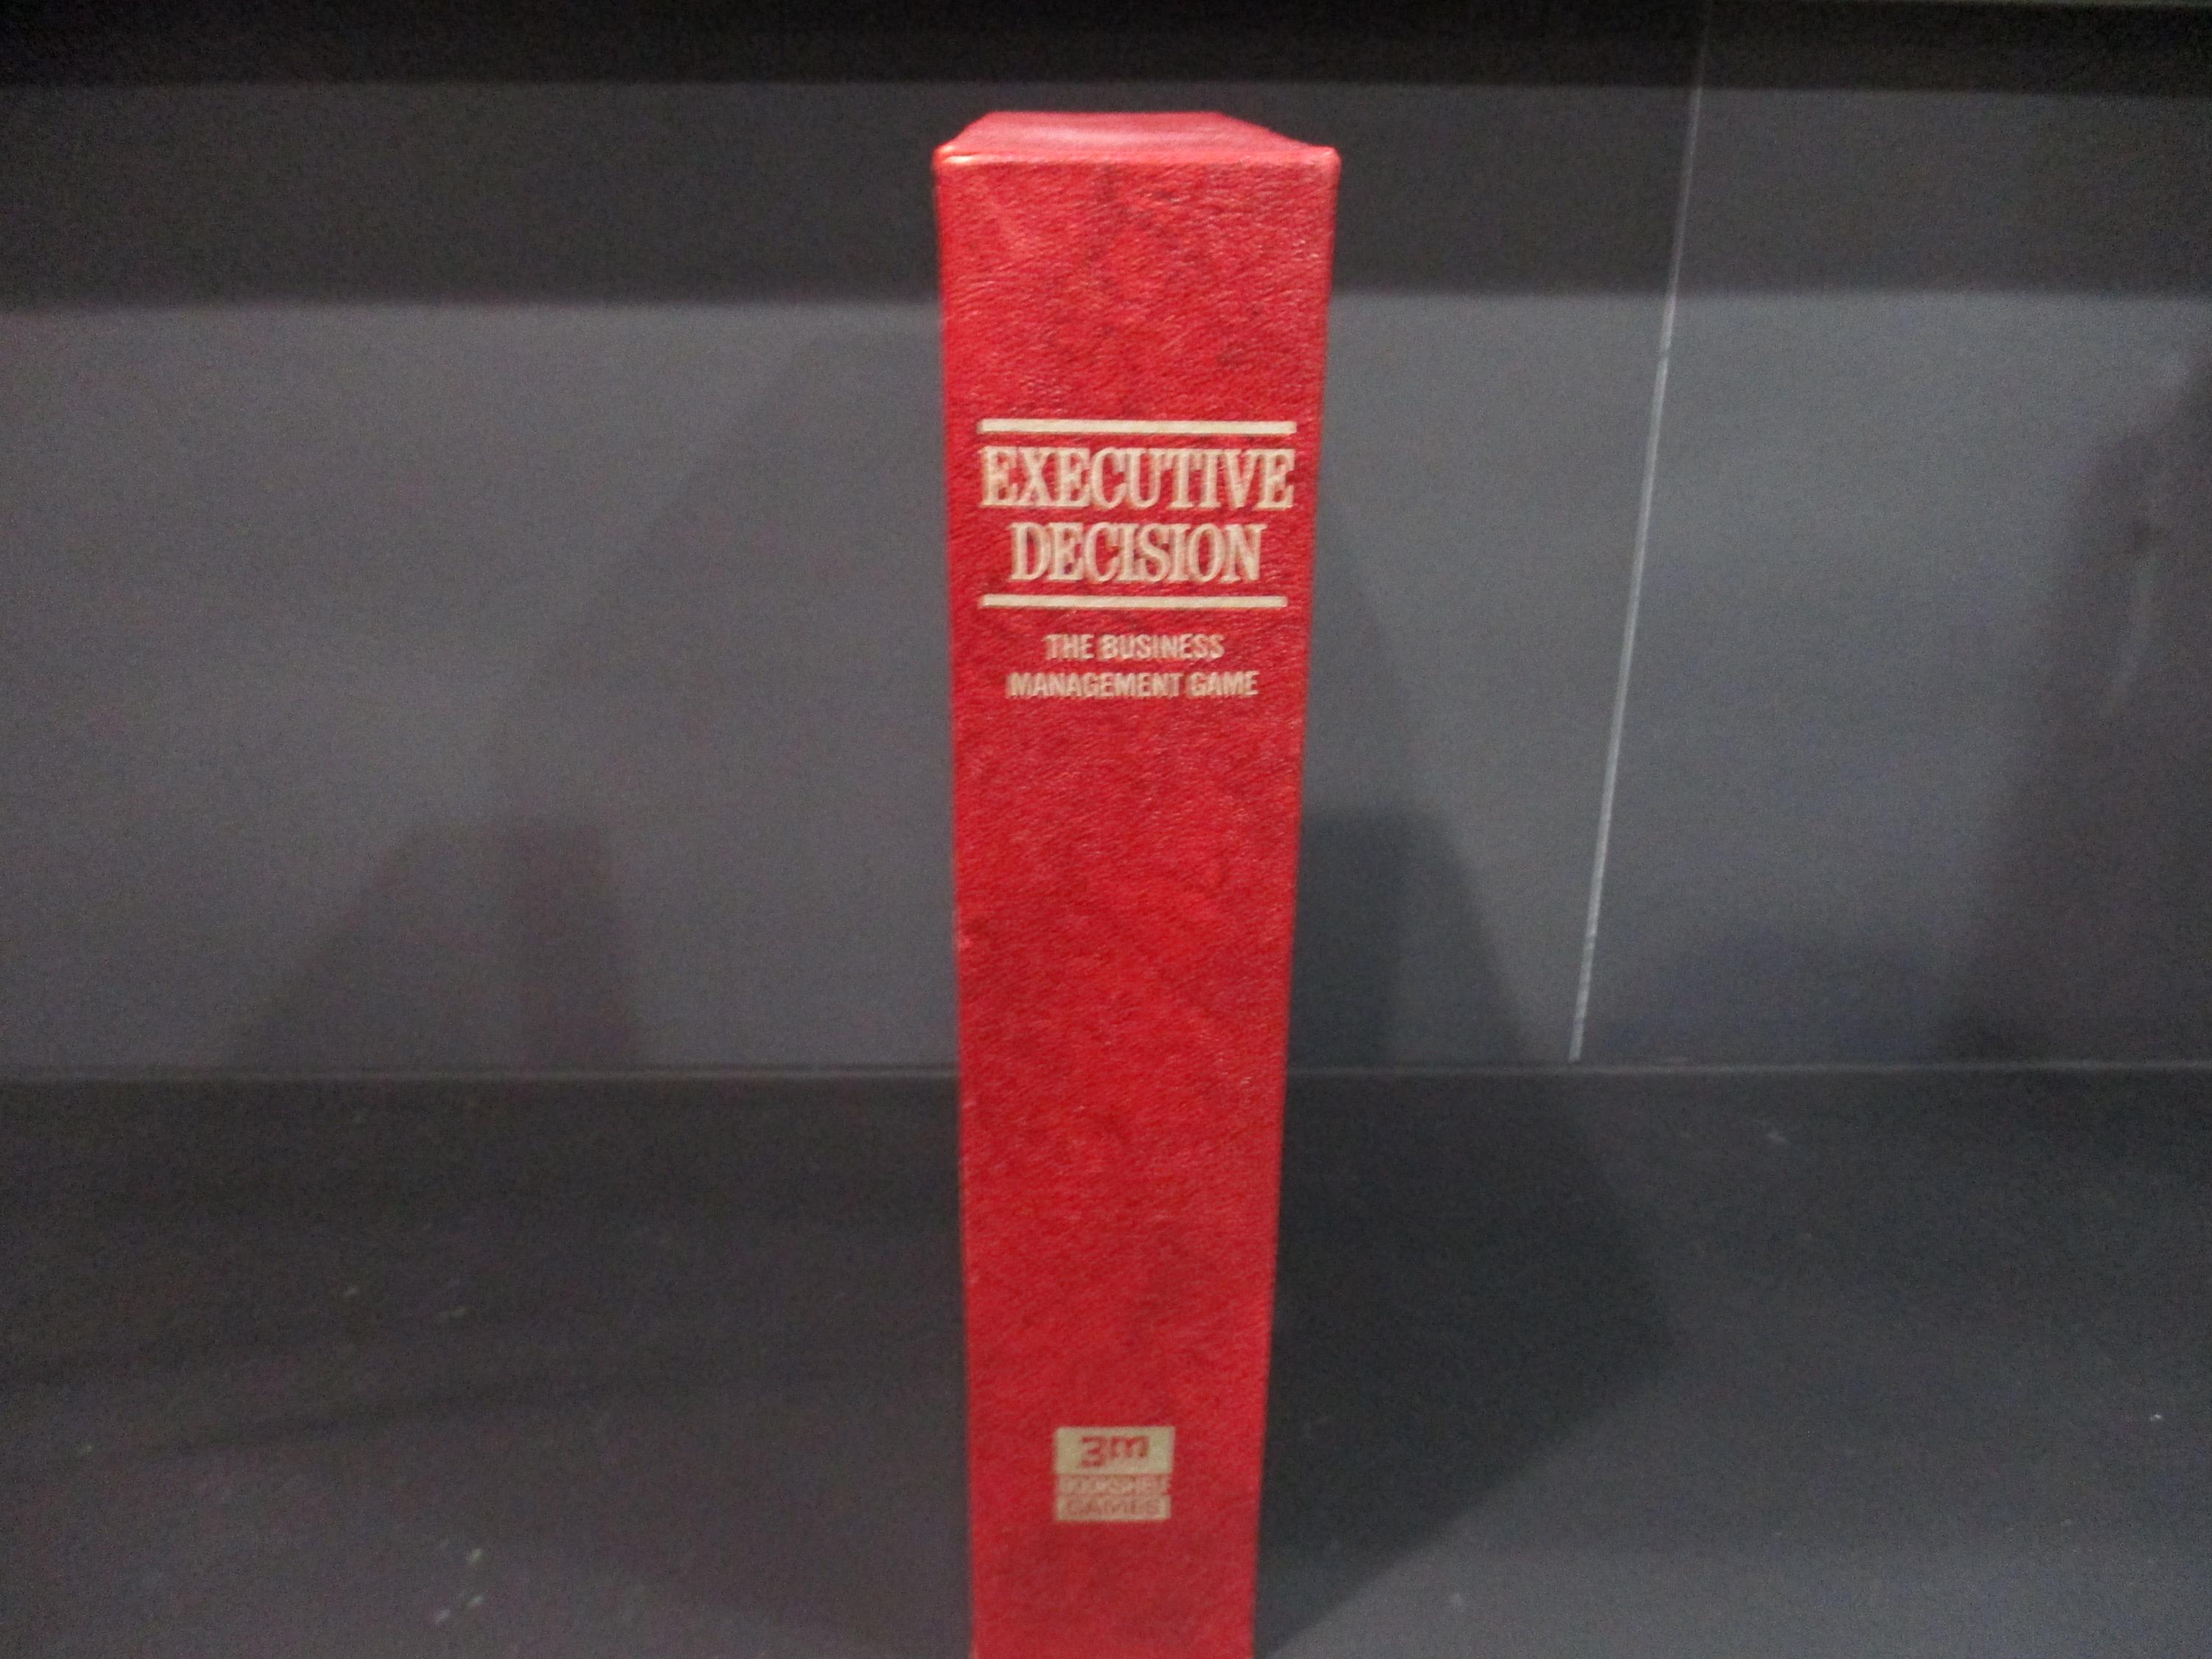 EXECUTIVE
DECISION
THE BUSINESS
MANAGEMENT GAME
3m
BOOKSHELF
GAMES